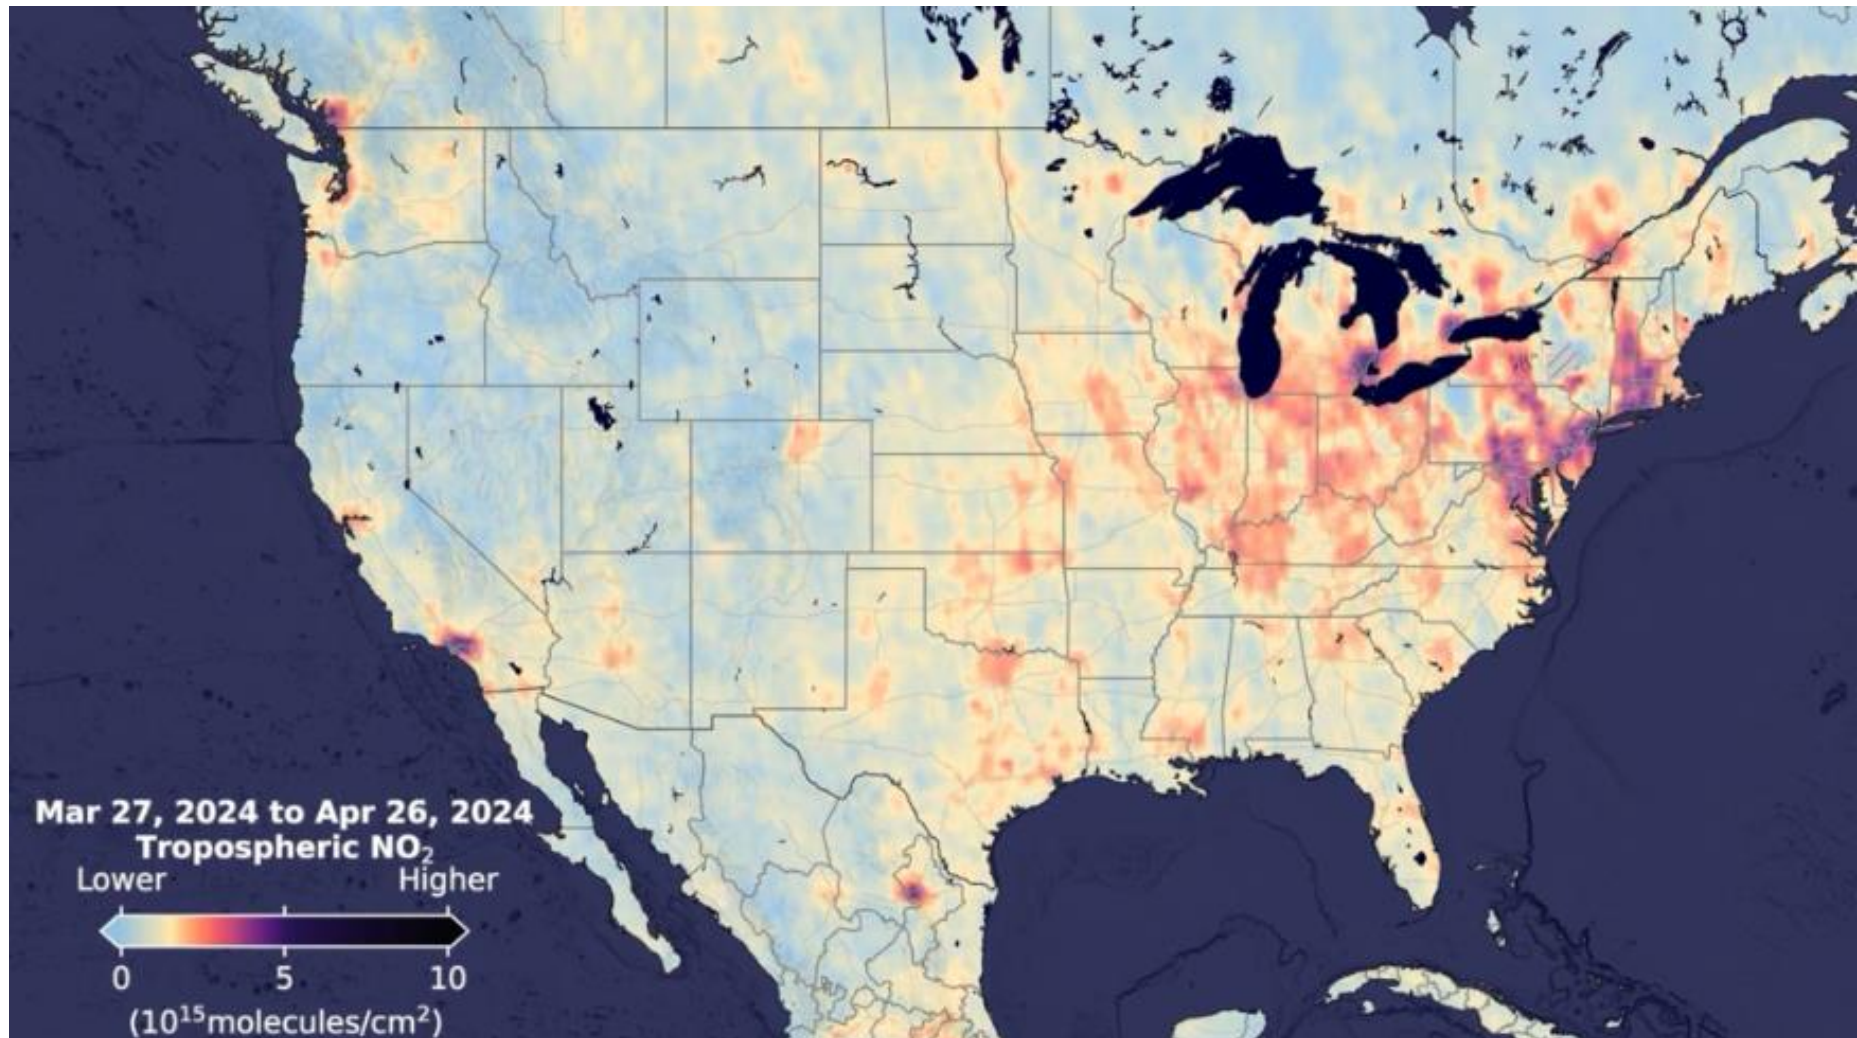 Mar 27, 2024 to Apr 26, 2024
Tropospheric NO₂
Lower Higher
0 5 10
(10¹⁵molecules/cm²)